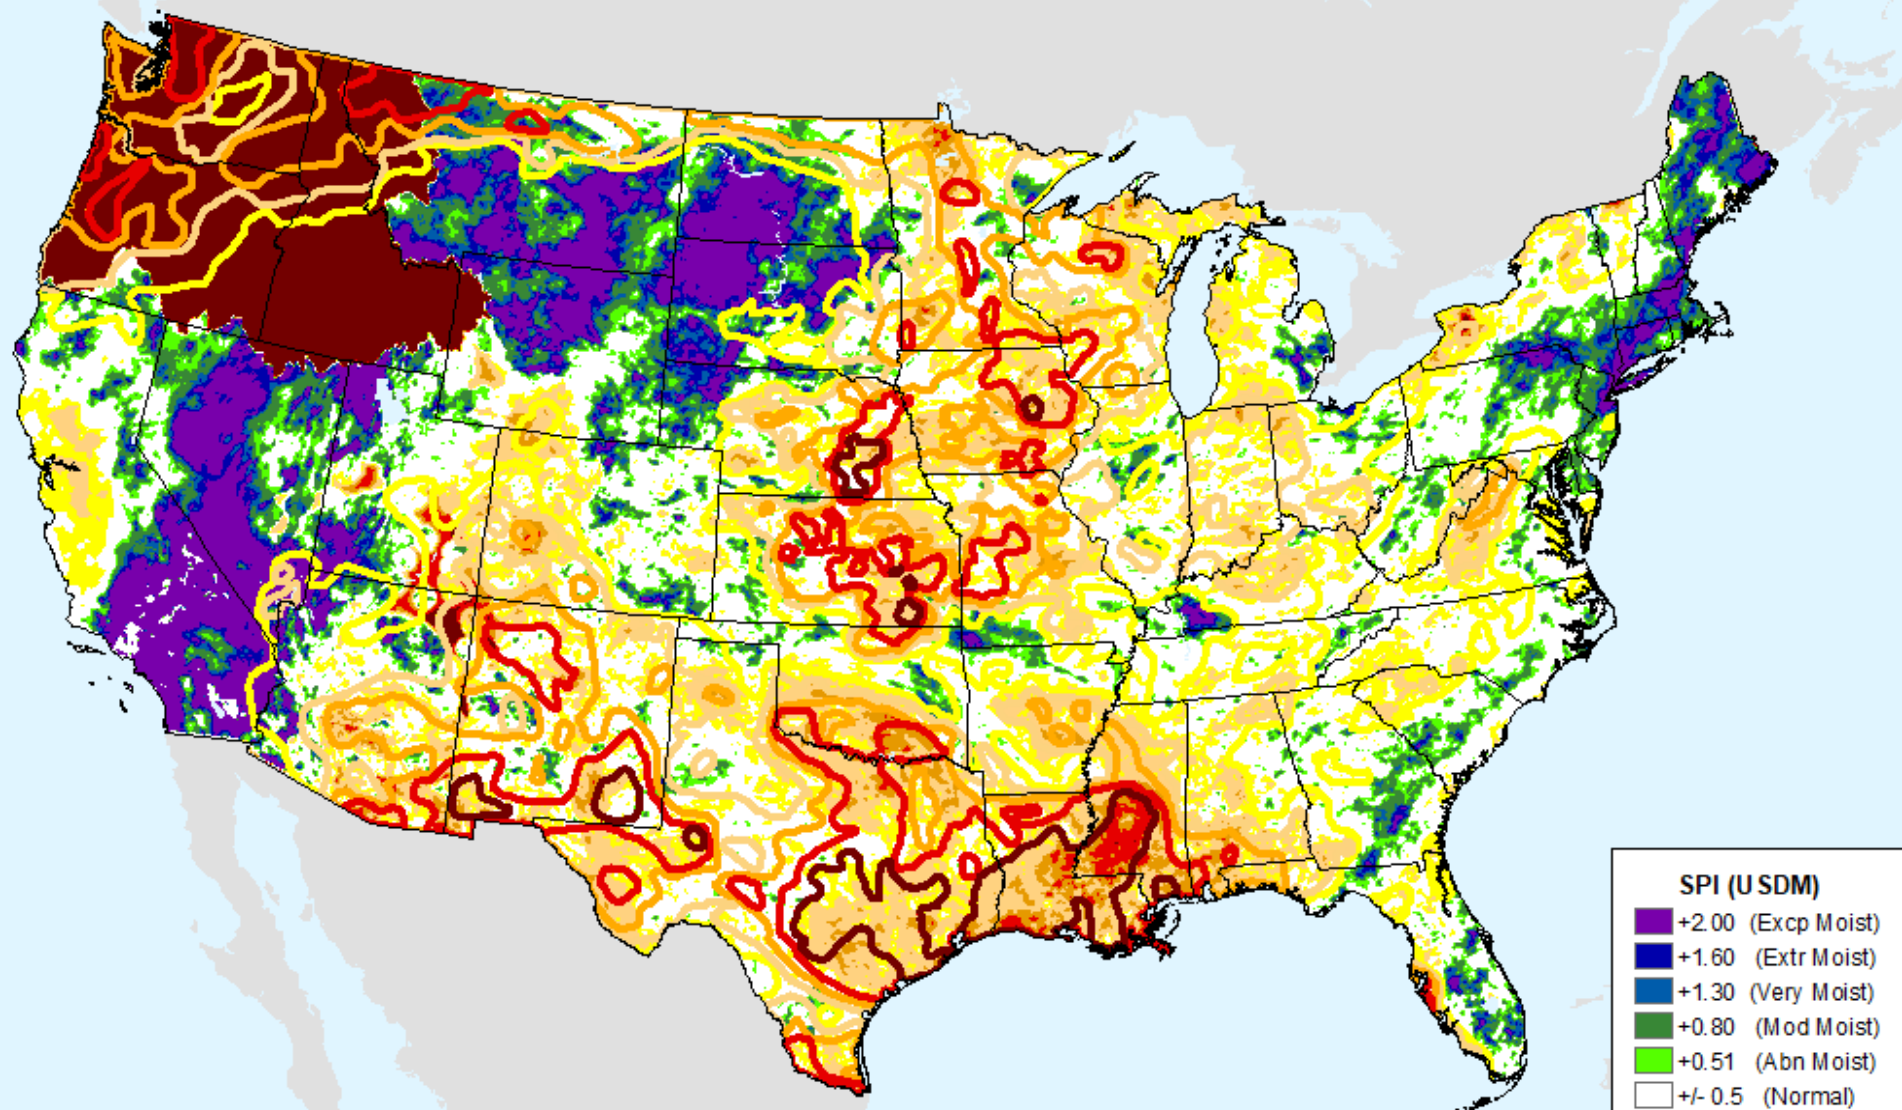 SPI (USDM)
+2.00 (Excp Moist)
+1.60 (Extr Moist)
+1.30 (Very Moist)
+0.80 (Mod Moist)
+0.51 (Abn Moist)
+/- 0.5 (Normal)